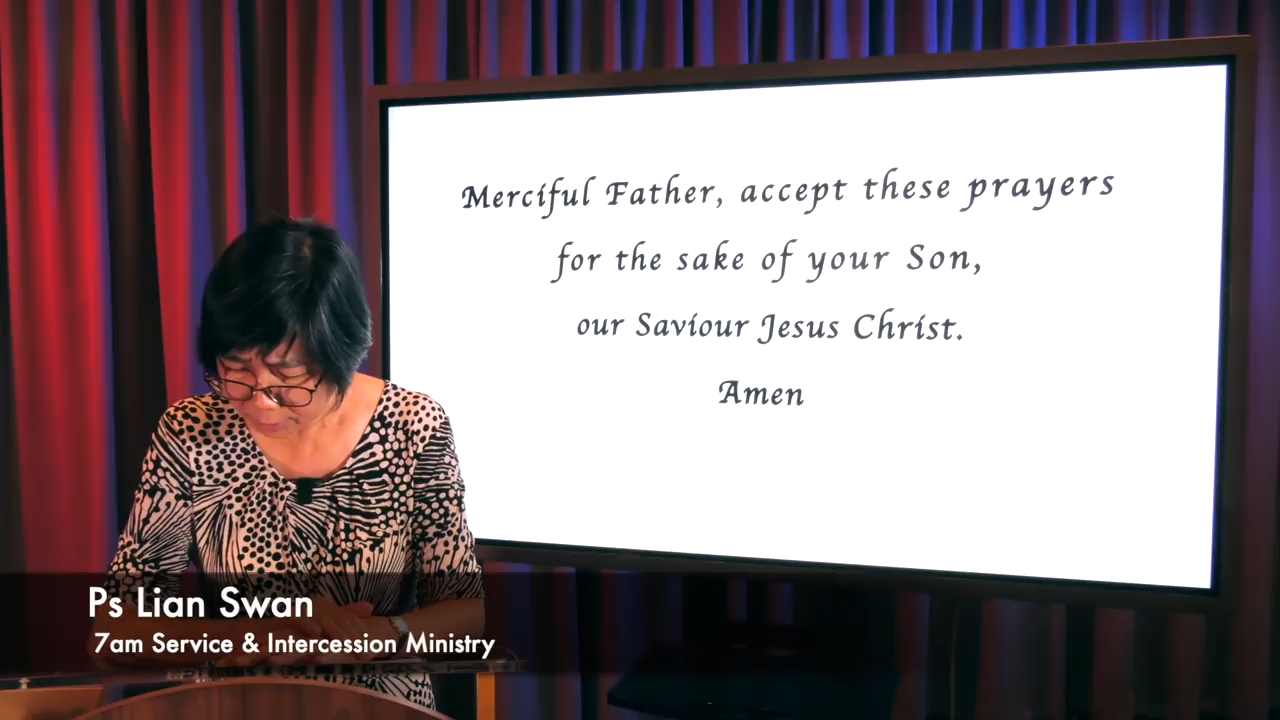 Merciful Father, accept these prayers
for the sake of your Son,
our Saviour Jesus Christ.
Amen
Ps Lian Swan
7am Service & Intercession Ministry